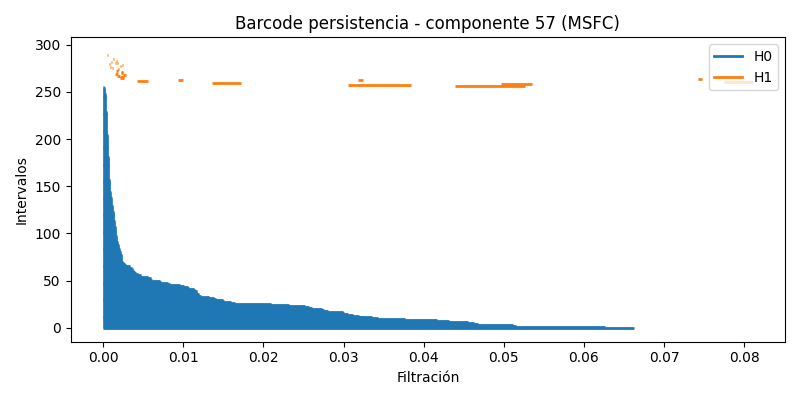 Barcode persistencia - componente 57 (MSFC)
300
250
200
150
100
50
0
Intervalos
H0
H1
0.00 0.01 0.02 0.03 0.04 0.05 0.06 0.07 0.08
Filtración